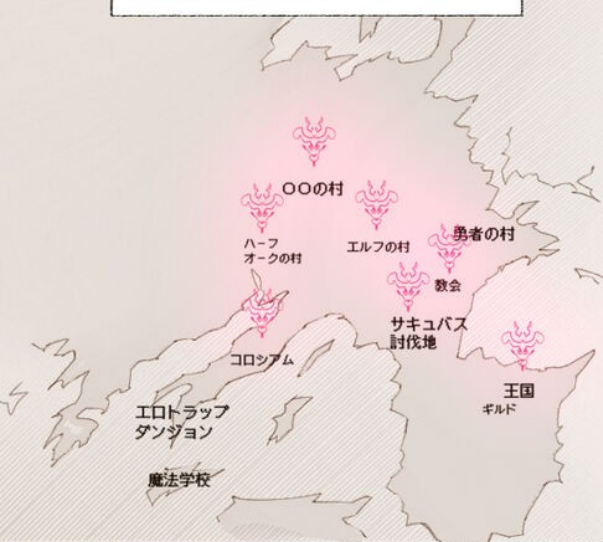 〇〇の村
ハーフ
オークの村
エルフの村
勇者の村
教会
サキュバス
討伐地
コロシアム
王国
ギルド
エロトラップ
ダンジョン
魔法学校